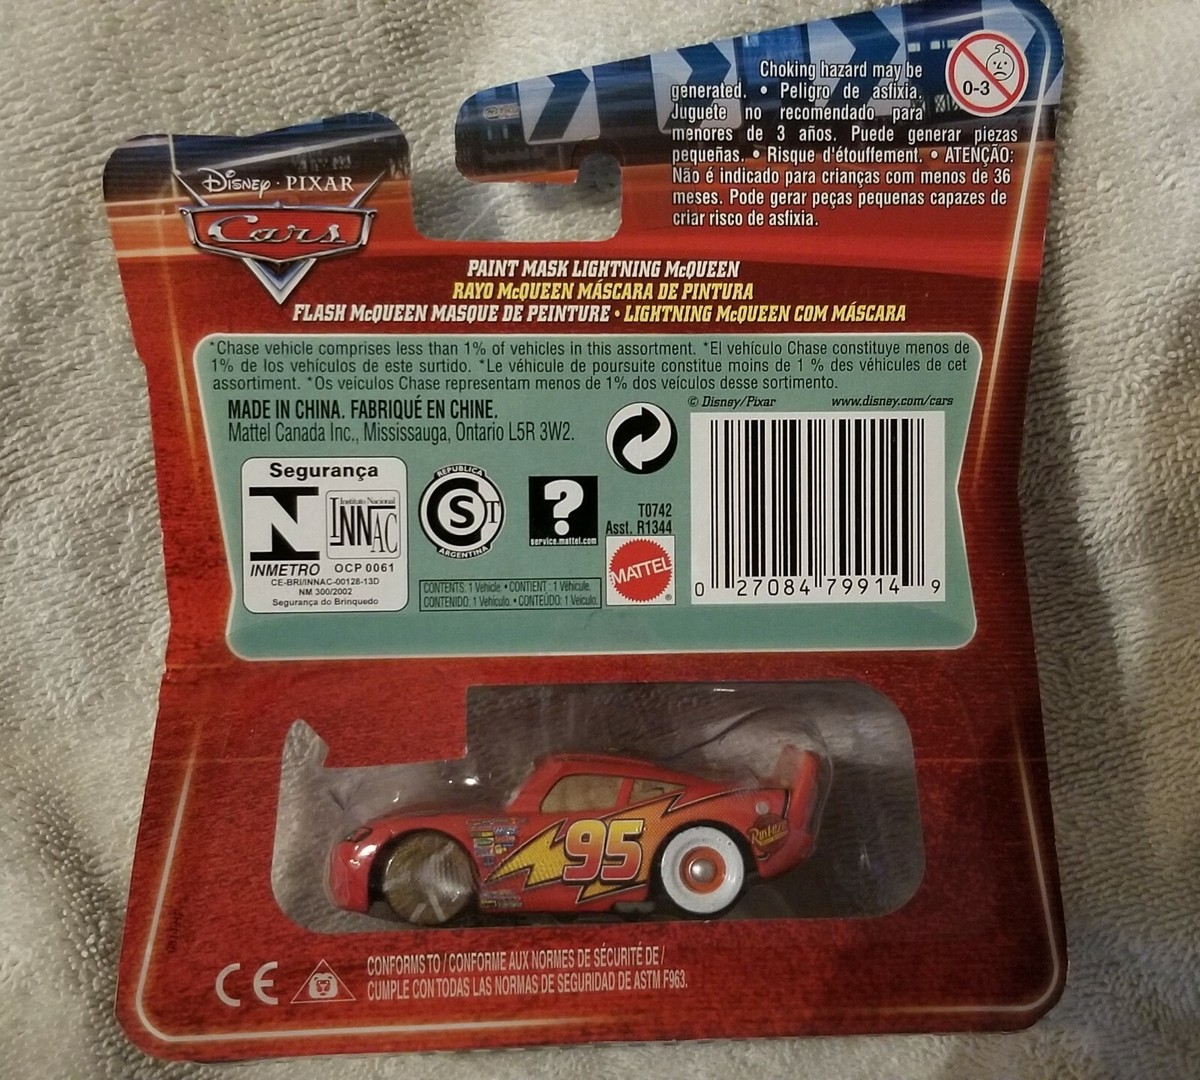 Choking hazard may be
generated. • Peligro de asfixia.
Juguete no recomendado para
menores de 3 años. Puede generar piezas
pequeñas. • Risque d'étouffement. • ATENÇÃO:
Não é indicado para crianças com menos de 36
meses. Pode gerar peças pequenas capazes de
criar risco de asfixia.
0-3
Disney · PIXAR
Cars
PAINT MASK LIGHTNING McQUEEN
RAYO McQUEEN MÁSCARA DE PINTURA
FLASH McQUEEN MASQUE DE PEINTURE • LIGHTNING McQUEEN COM MÁSCARA
*Chase vehicle comprises less than 1% of vehicles in this assortment. *El vehículo Chase constituye menos de
1% de los vehículos de este surtido. *Le véhicule de poursuite constitue moins de 1 % des véhicules de cet
assortiment. *Os veículos Chase representam menos de 1% dos veículos desse sortimento.
MADE IN CHINA. FABRIQUÉ EN CHINE.
Mattel Canada Inc., Mississauga, Ontario L5R 3W2.
© Disney/Pixar www.disney.com/cars
Segurança
N
Instituto Nacional
INNAC
INMETRO OCP 0061
CE-BRI/INNAC-00128-13D
NM 300/2002
Segurança do Brinquedo
REPUBLICA
CST
ARGENTINA
?
service.mattel.com
T0742
Asst. R1344
MATTEL
®
CONTENTS: 1 Vehicle. • CONTIENT : 1 Véhicule.
CONTENIDO: 1 Vehículo. • CONTEÚDO: 1 Veículo.
0 27084 79914 9
95
Rust-eze
CE
CONFORMS TO / CONFORME AUX NORMES DE SÉCURITÉ DE /
CUMPLE CON TODAS LAS NORMAS DE SEGURIDAD DE ASTM F963.